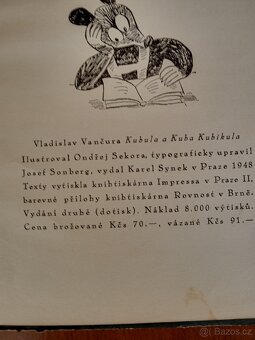 Vladislav Vančura Kubula a Kuba Kubikula
Ilustroval Ondřej Sekora, typograficky upravil
Josef Sonberg, vydal Karel Synek v Praze 1948
Texty vytiskla knihtiskárna Impressa v Praze II,
barevné přílohy knihtiskárna Rovnost v Brně.
Vydání druhé (dotisk). Náklad 8.000 výtisků.
Cena brožované Kčs 70.—, vázané Kčs 91.—
Sbazar.cz